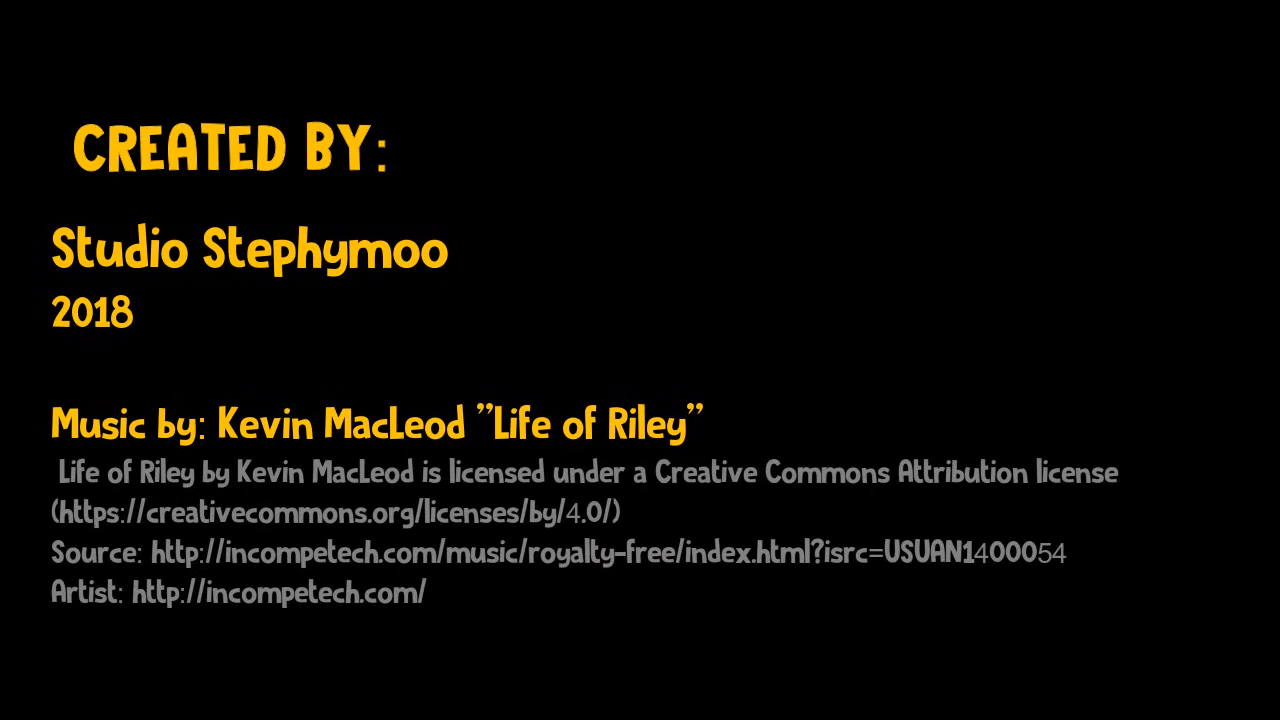 CREATED BY:
Studio Stephymoo
2018
Music by: Kevin MacLeod ”Life of Riley”
Life of Riley by Kevin MacLeod is licensed under a Creative Commons Attribution license
(https://creativecommons.org/licenses/by/4.0/)
Source: http://incompetech.com/music/royalty-free/index.html?isrc=USUAN1400054
Artist: http://incompetech.com/